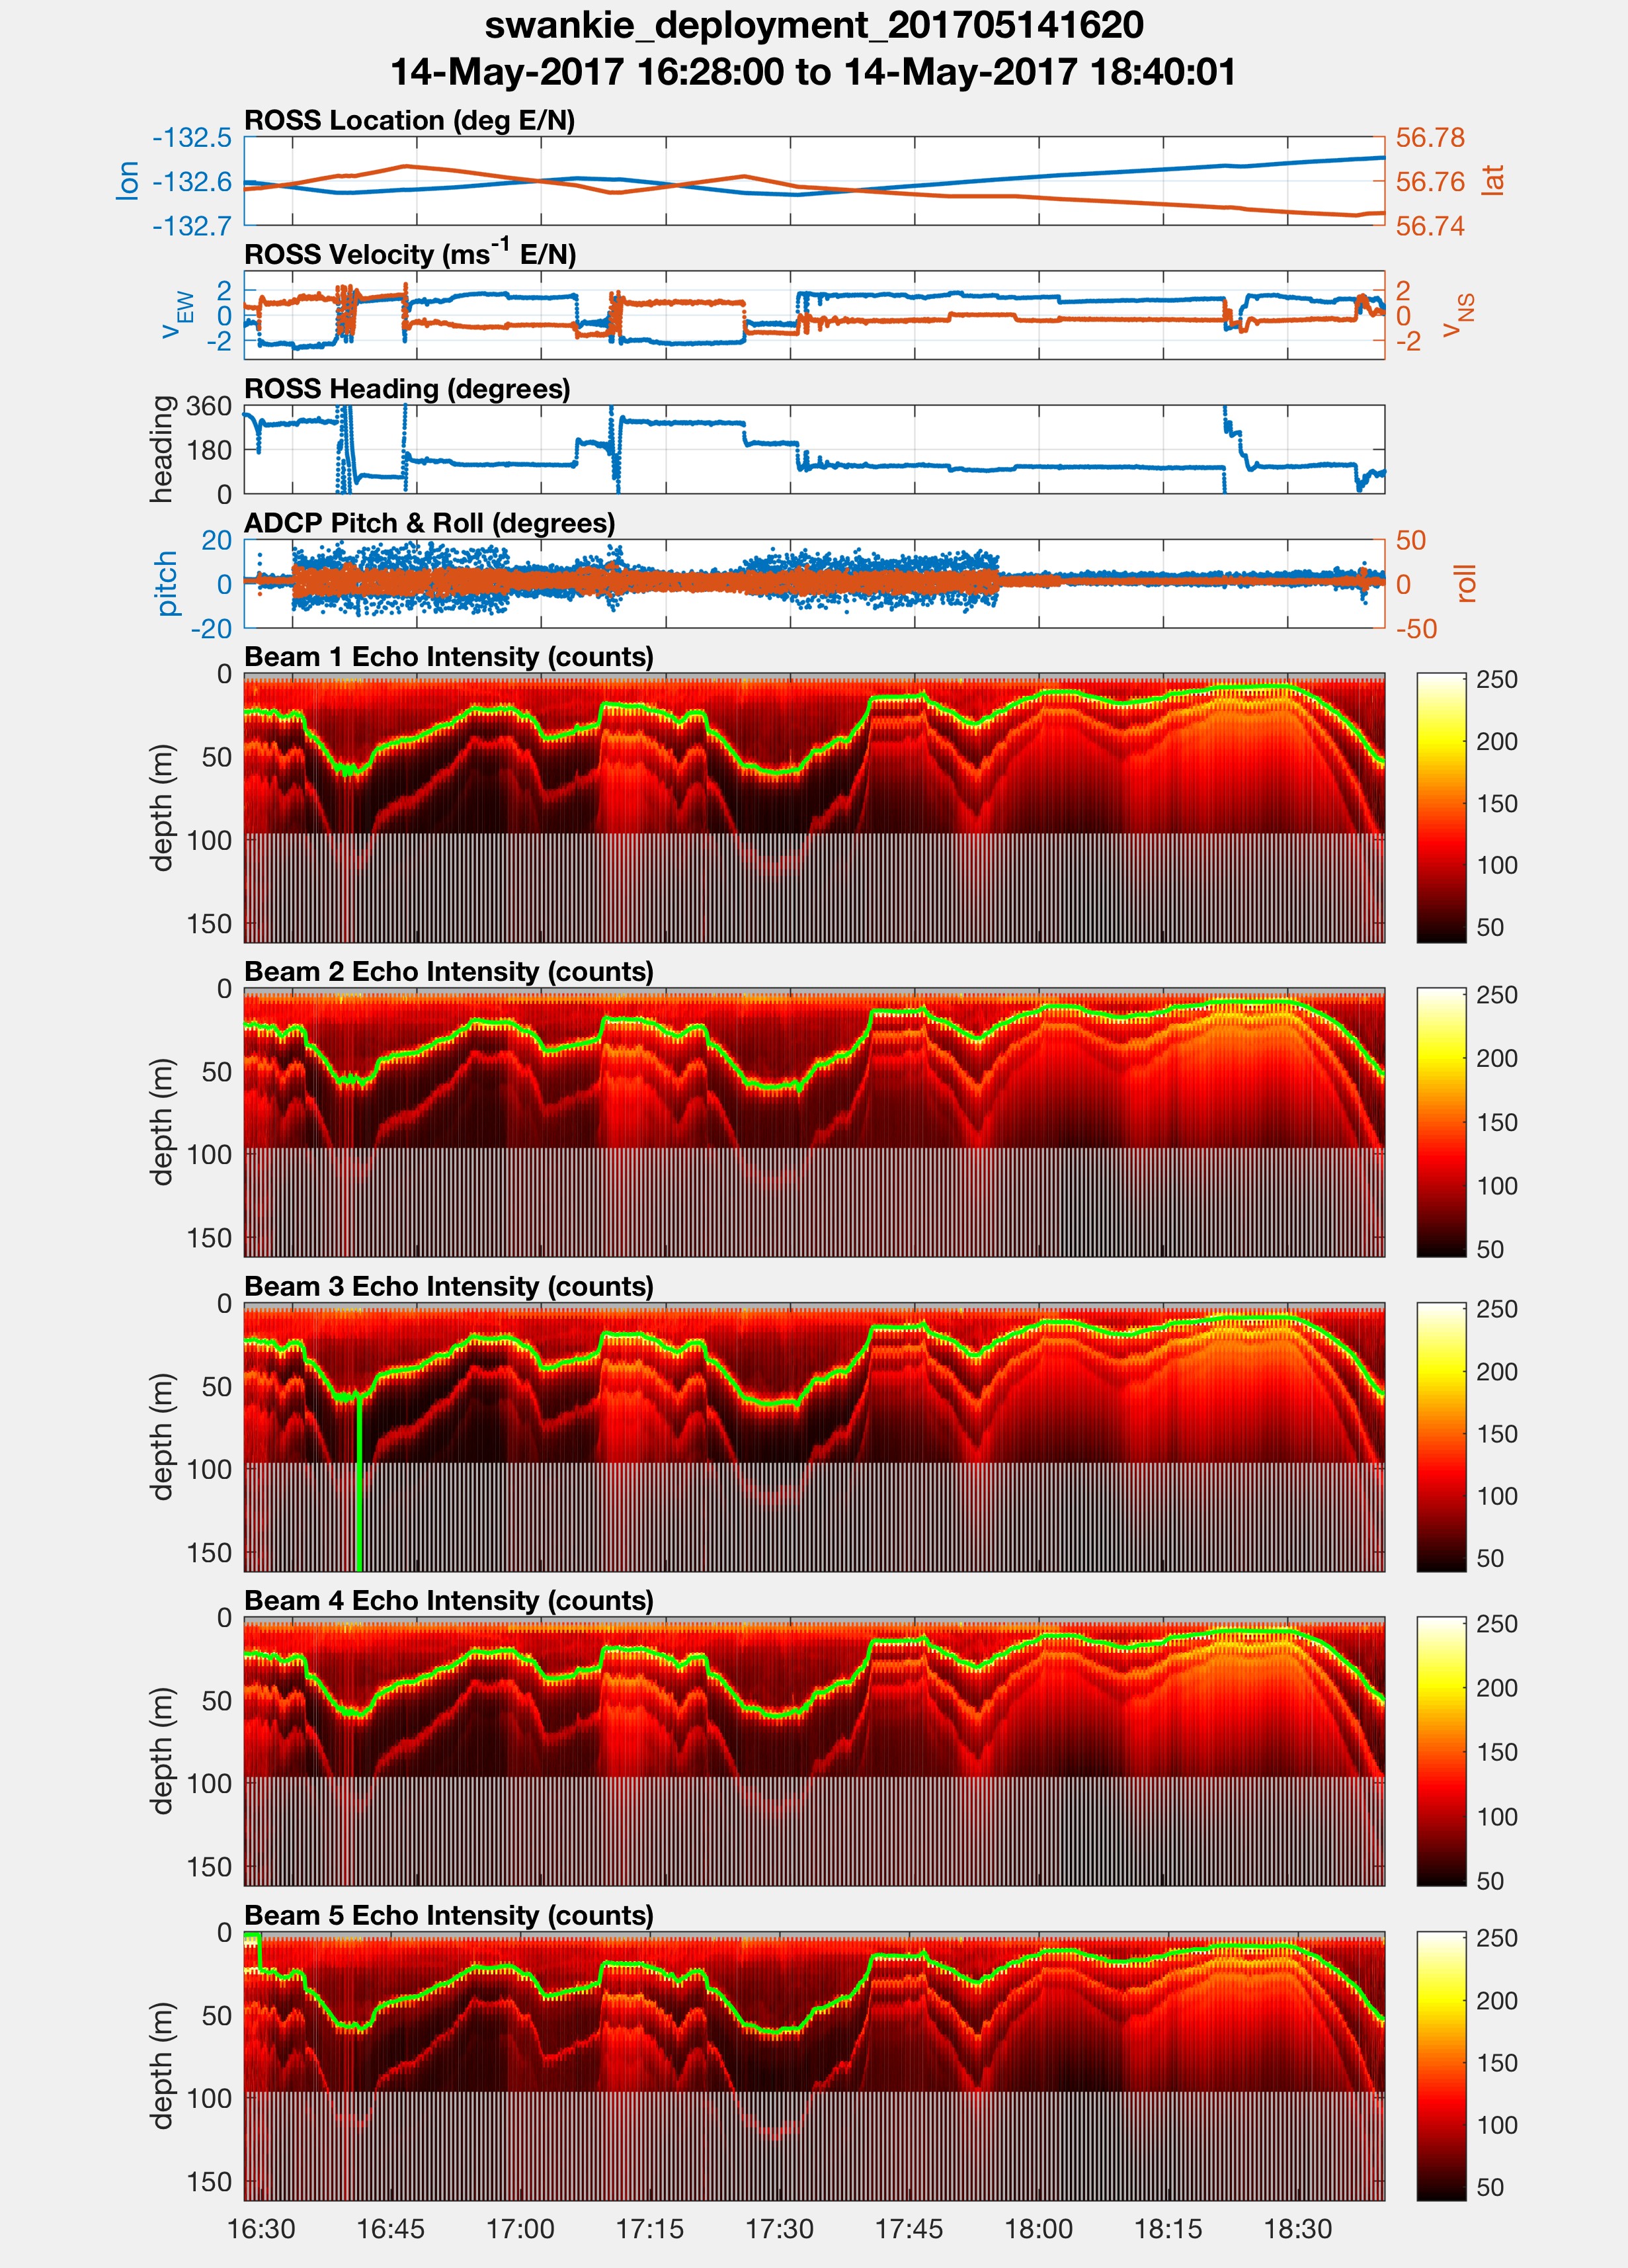 swankie_deployment_201705141620
14-May-2017 16:28:00 to 14-May-2017 18:40:01
ROSS Location (deg E/N)
-132.5
-132.6
-132.7
lon
56.78
56.76
56.74
lat
ROSS Velocity (ms-1 E/N)
2
0
-2
vEW
2
0
-2
vNS
ROSS Heading (degrees)
360
180
0
heading
ADCP Pitch & Roll (degrees)
20
0
-20
pitch
50
0
-50
roll
Beam 1 Echo Intensity (counts)
0
50
100
150
depth (m)
250
200
150
100
50
Beam 2 Echo Intensity (counts)
0
50
100
150
depth (m)
250
200
150
100
50
Beam 3 Echo Intensity (counts)
0
50
100
150
depth (m)
250
200
150
100
50
Beam 4 Echo Intensity (counts)
0
50
100
150
depth (m)
250
200
150
100
50
Beam 5 Echo Intensity (counts)
0
50
100
150
depth (m)
250
200
150
100
50
16:30 16:45 17:00 17:15 17:30 17:45 18:00 18:15 18:30